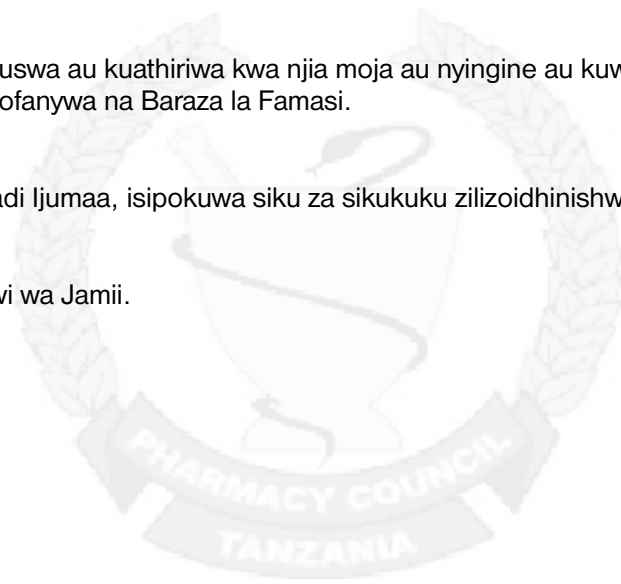 uswa au kuathiriwa kwa njia moja au nyingine au kuw
ofanywa na Baraza la Famasi.
adi Ijumaa, isipokuwa siku za sikukuku zilizoidhinishw
wi wa Jamii.
PHARMACY COUNCIL
TANZANIA